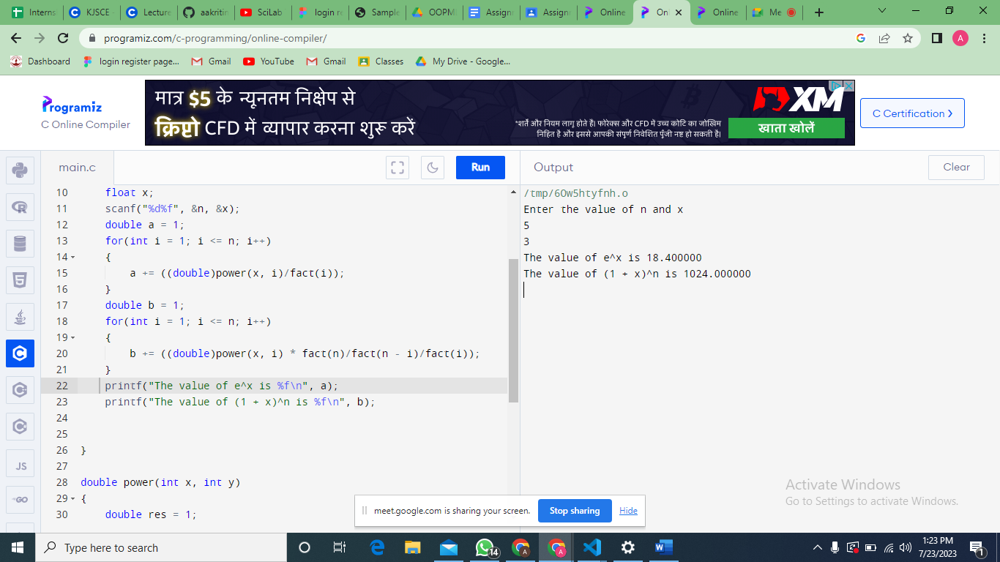 Interns
KJSCE -
Lecture
aakritin
SciLab
login re
Sample
OOPM
Assignm
Assignm
Online
Onl
Online
Me
programiz.com/c-programming/online-compiler/
A
Dashboard
login register page...
Gmail
YouTube
Gmail
Classes
My Drive - Google...
Programiz
C Online Compiler
मात्र $5 के न्यूनतम निक्षेप से
क्रिप्टो CFD में व्यापार करना शुरू करें
*शर्तें और नियम लागू होते है। फोरेक्स और CFD में उच्च कोटि का जोखिम
निहित है और इससे आपकी संपूर्ण निवेशित पूँजी नष्ट हो सकती है।
XM
खाता खोलें
C Certification >
main.c
Run
Output
Clear
10 float x;
11 scanf("%d%f", &n, &x);
12 double a = 1;
13 for(int i = 1; i <= n; i++)
14 {
15 a += ((double)power(x, i)/fact(i));
16 }
17 double b = 1;
18 for(int i = 1; i <= n; i++)
19 {
20 b += ((double)power(x, i) * fact(n)/fact(n - i)/fact(i));
21 }
22 printf("The value of e^x is %f\n", a);
23 printf("The value of (1 + x)^n is %f\n", b);
24
25
26 }
27
28 double power(int x, int y)
29 {
30 double res = 1;
/tmp/6Ow5htyfnh.o
Enter the value of n and x
5
3
The value of e^x is 18.400000
The value of (1 + x)^n is 1024.000000
JS
GO
Activate Windows
Go to Settings to activate Windows.
meet.google.com is sharing your screen.
Stop sharing
Hide
Type here to search
14
A
A
1:23 PM
7/23/2023
1